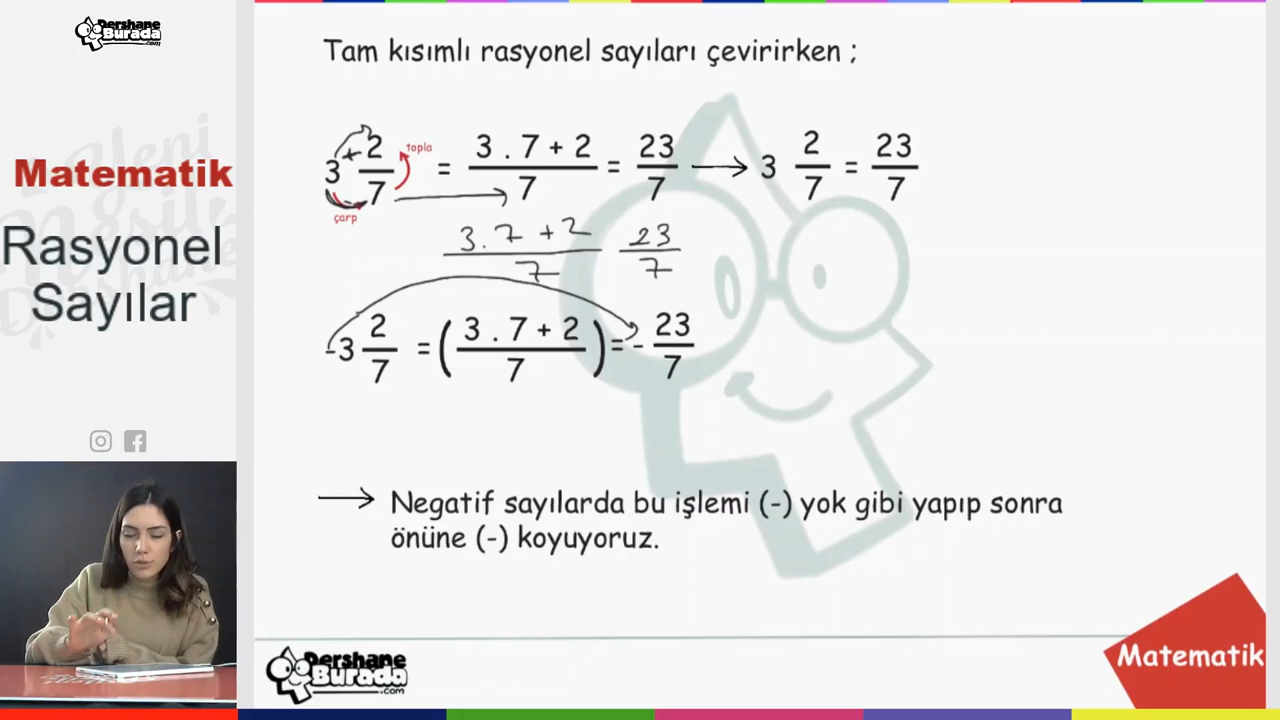 Dershane
Burada
.com
Matematik
Rasyonel
Sayılar
Tam kısımlı rasyonel sayıları çevirirken ;
3 + 2/7 topla çarp = 3 . 7 + 2 / 7 = 23/7 → 3 2/7 = 23/7
3 . 7 + 2 / 7 23/7
-3 2/7 = ( 3 . 7 + 2 / 7 ) = - 23/7
→ Negatif sayılarda bu işlemi (-) yok gibi yapıp sonra
önüne (-) koyuyoruz.
Dershane
Burada
.com
Matematik